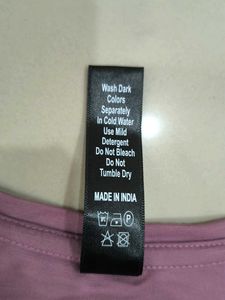 Wash Dark
Colors
Separately
In Cold Water
Use Mild
Detergent
Do Not Bleach
Do Not
Tumble Dry
MADE IN INDIA
P